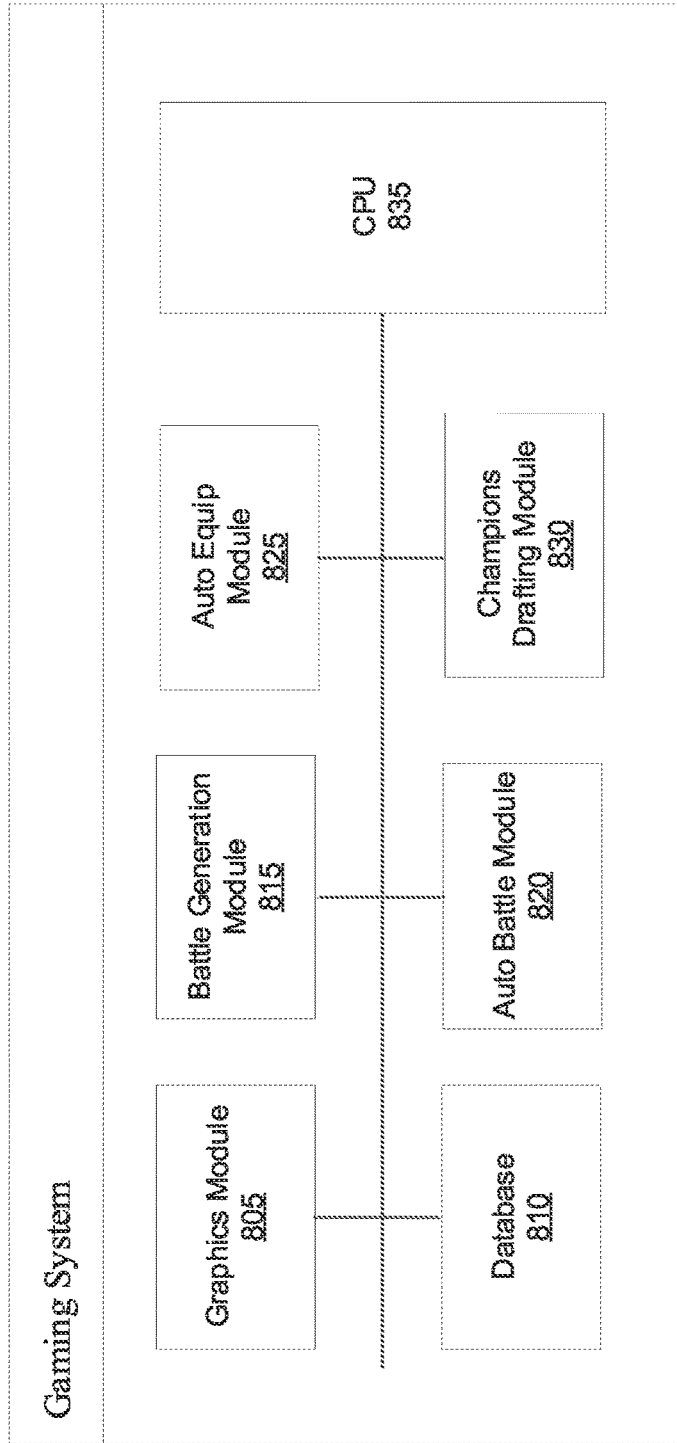 Gaming System
Graphics Module
805
Battle Generation
Module
815
Auto Equip
Module
825
CPU
835
Database
810
Auto Battle Module
820
Champions
Drafting Module
830